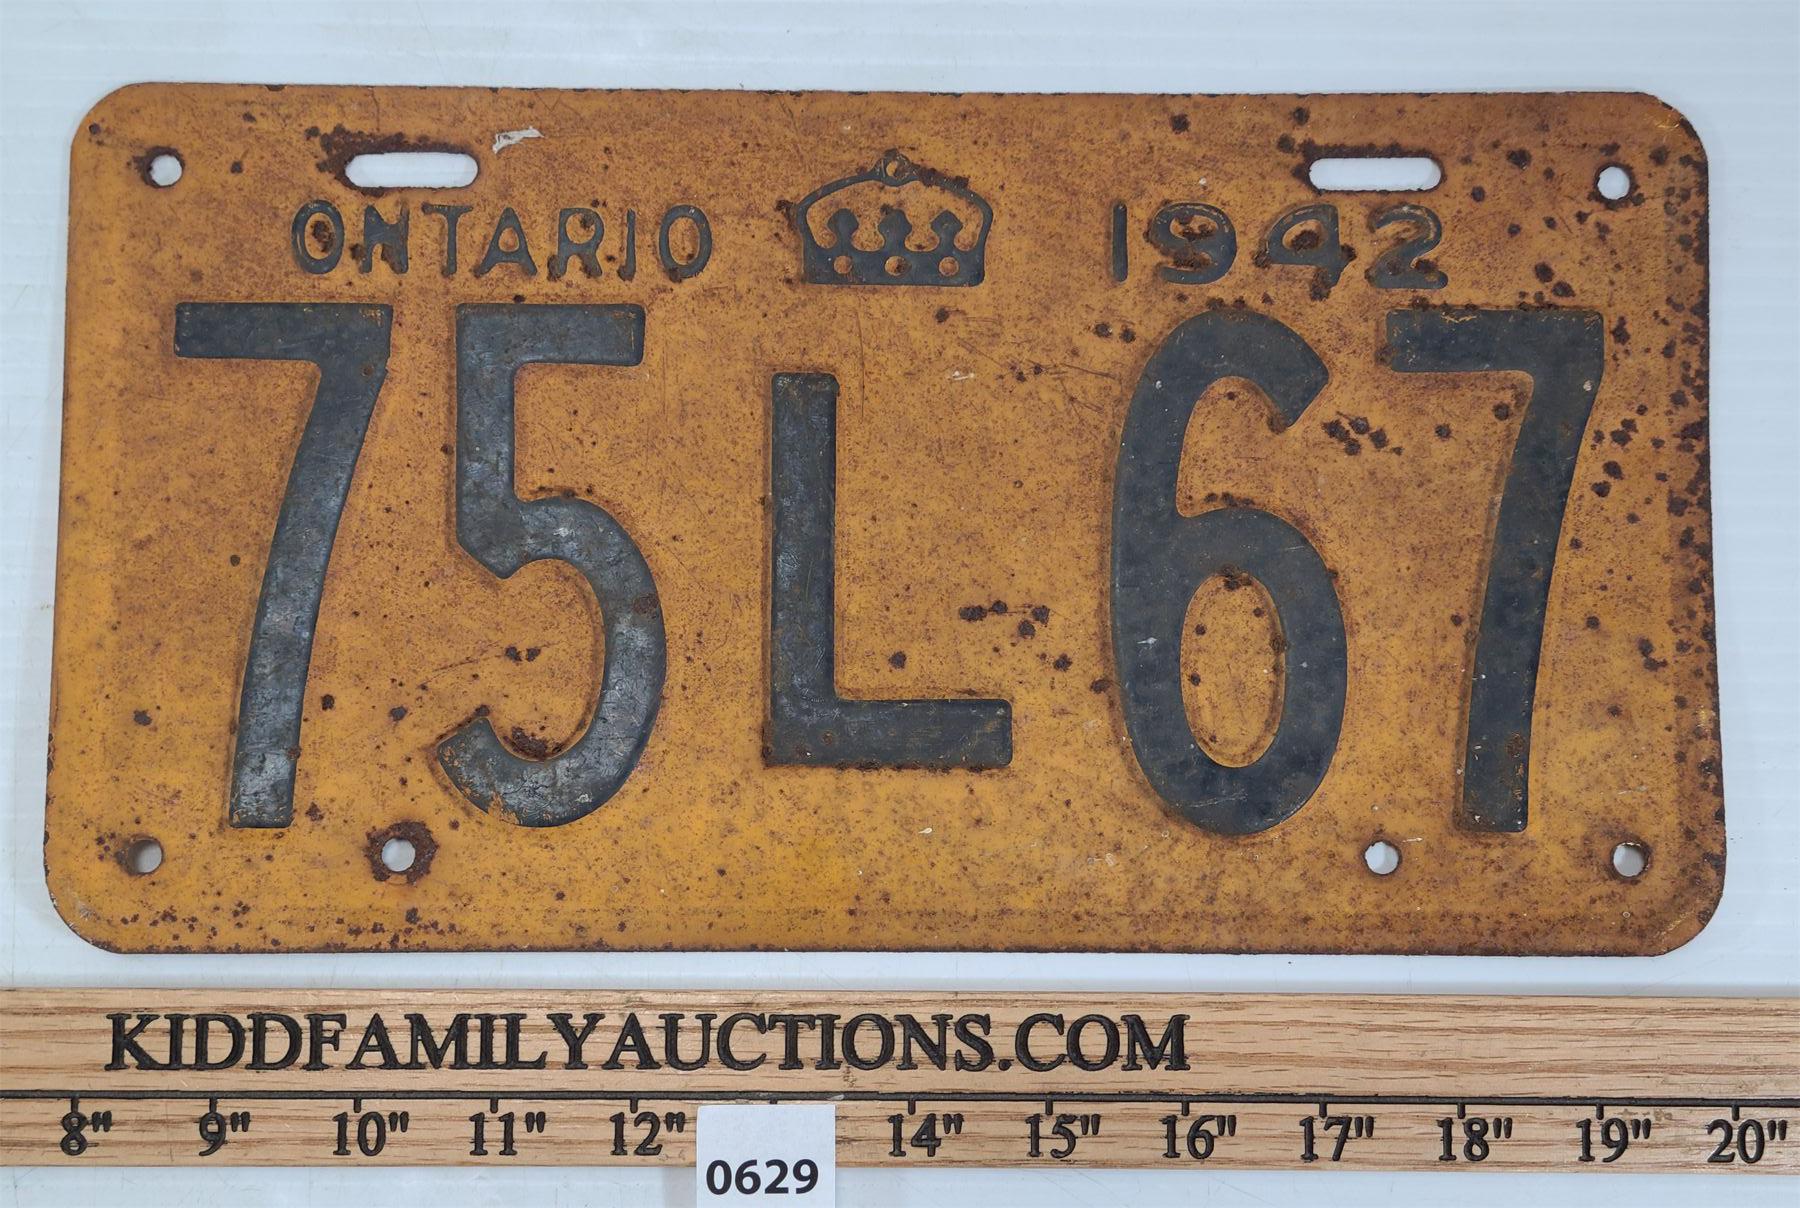 ONTARIO 1942
75L67
KIDDFAMILYAUCTIONS.COM
8" 9" 10" 11" 12" 14" 15" 16" 17" 18" 19" 20"
0629